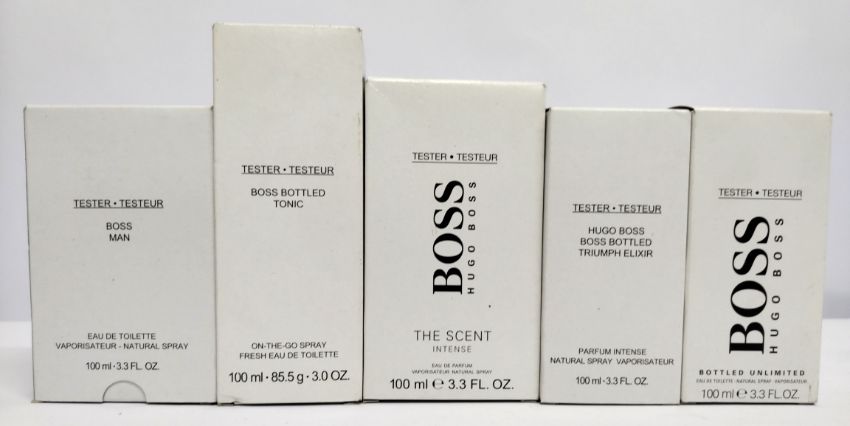 TESTER • TESTEUR
BOSS
MAN
EAU DE TOILETTE
VAPORISATEUR - NATURAL SPRAY
100 ml · 3.3 FL. OZ.
TESTER • TESTEUR
BOSS BOTTLED
TONIC
ON-THE-GO SPRAY
FRESH EAU DE TOILETTE
100 ml · 85.5 g · 3.0 OZ.
TESTER • TESTEUR
BOSS
HUGO BOSS
THE SCENT
INTENSE
EAU DE PARFUM
VAPORISATEUR NATURAL SPRAY
100 ml ℮ 3.3 FL. OZ.
TESTER • TESTEUR
HUGO BOSS
BOSS BOTTLED
TRIUMPH ELIXIR
PARFUM INTENSE
NATURAL SPRAY VAPORISATEUR
100 ml · 3.3 FL. OZ.
TESTER • TESTEUR
BOSS
HUGO BOSS
BOTTLED UNLIMITED
EAU DE TOILETTE · NATURAL SPRAY · VAPORISATEUR
100 ml ℮ 3.3 FL.OZ.